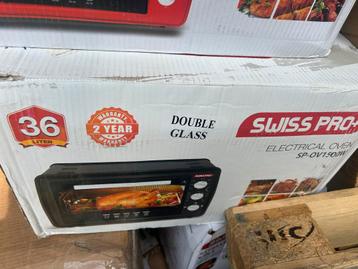 36
LITER
WARRANTY
2 YEAR
DOUBLE
GLASS
SWISS PRO+
ELECTRICAL OVEN
SP-OV1500W